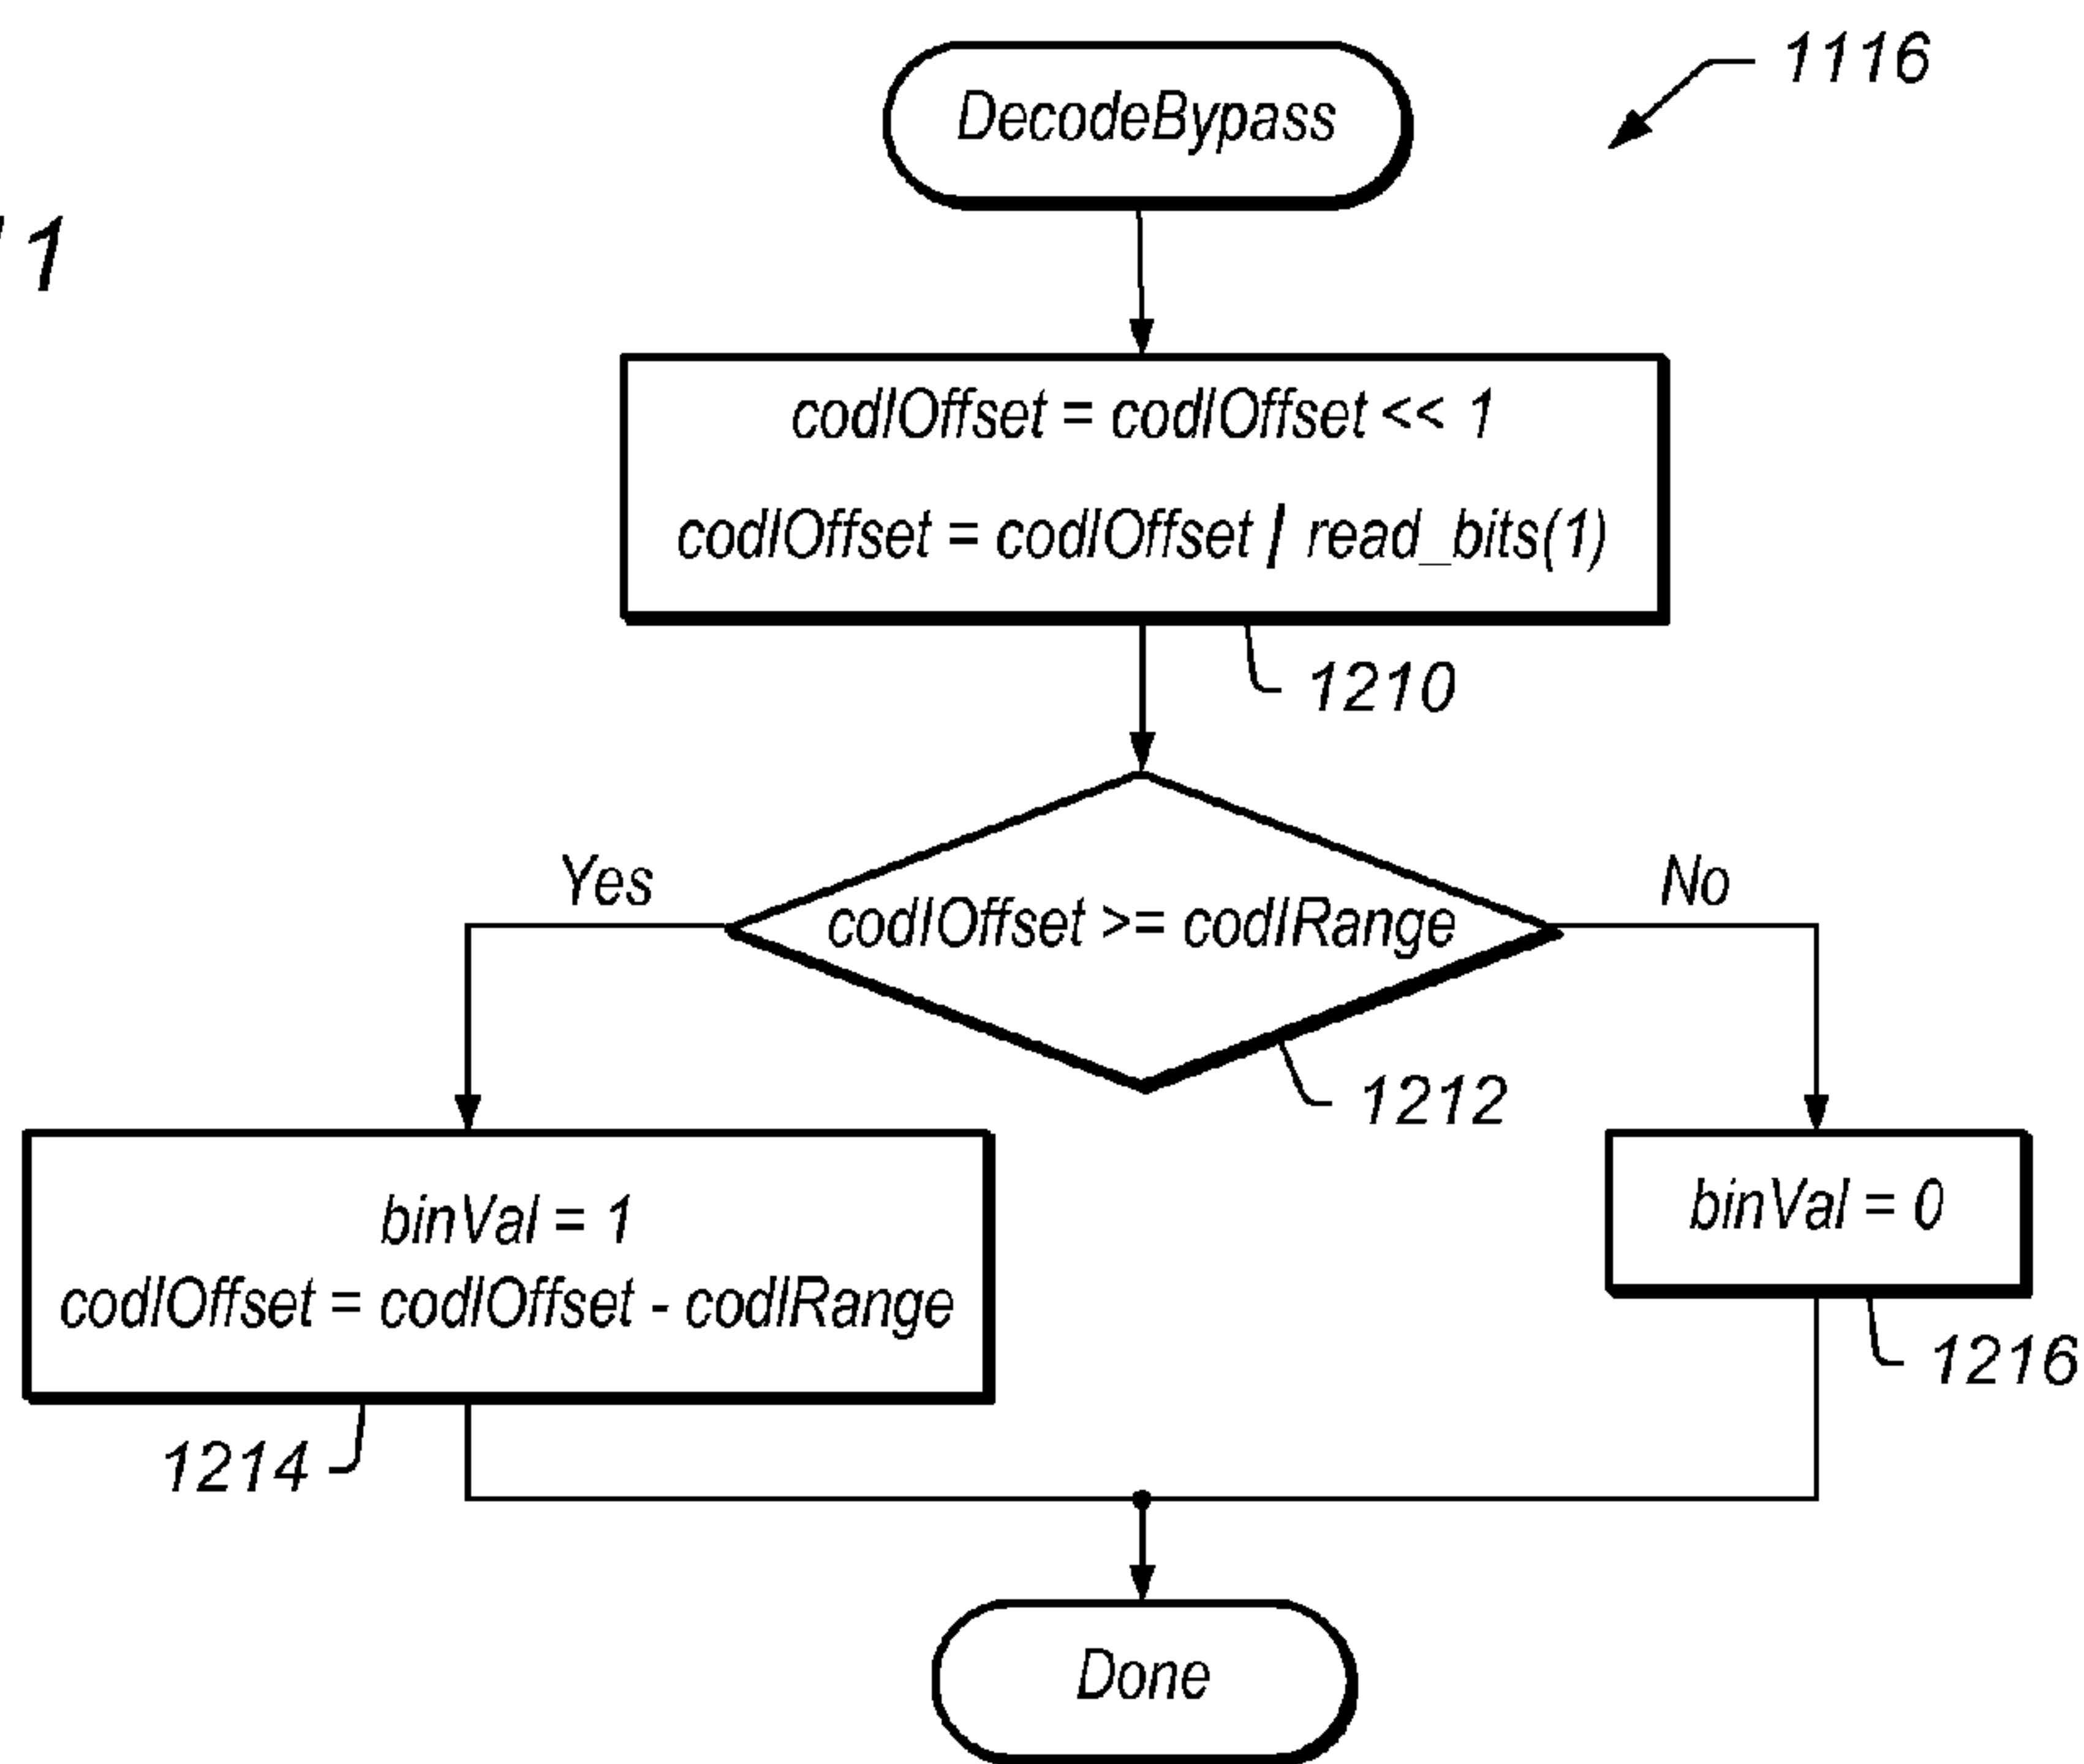 1116
DecodeBypass
11
codIOffset = codIOffset << 1
codIOffset = codIOffset | read_bits(1)
1210
Yes
No
codIOffset >= codIRange
1212
binVal = 1
codIOffset = codIOffset - codIRange
binVal = 0
1216
1214
Done